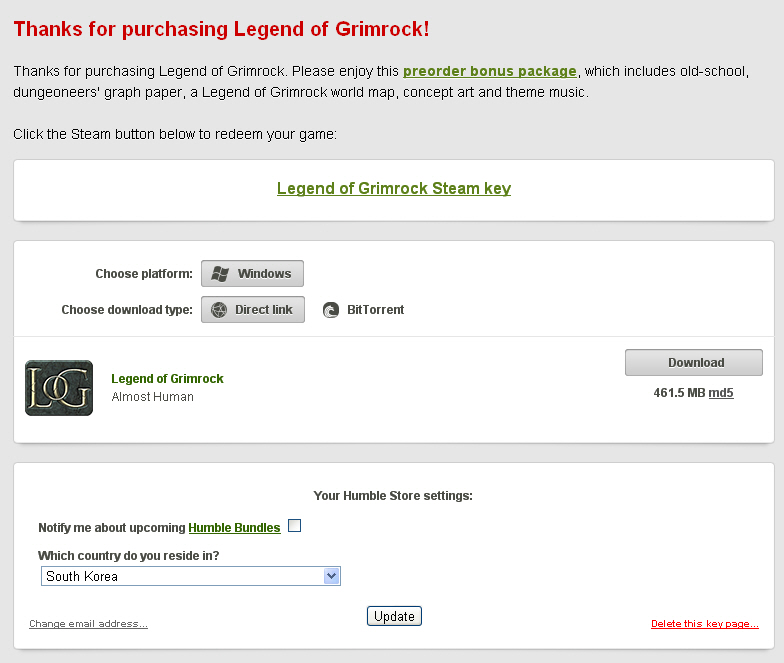 Thanks for purchasing Legend of Grimrock!
Thanks for purchasing Legend of Grimrock. Please enjoy this preorder bonus package, which includes old-school,
dungeoneers' graph paper, a Legend of Grimrock world map, concept art and theme music.
Click the Steam button below to redeem your game:
Legend of Grimrock Steam key
Choose platform: Windows
Choose download type: Direct link BitTorrent
LOG
Legend of Grimrock
Almost Human
Download
461.5 MB md5
Your Humble Store settings:
Notify me about upcoming Humble Bundles
Which country do you reside in?
South Korea
Update
Change email address...
Delete this key page...